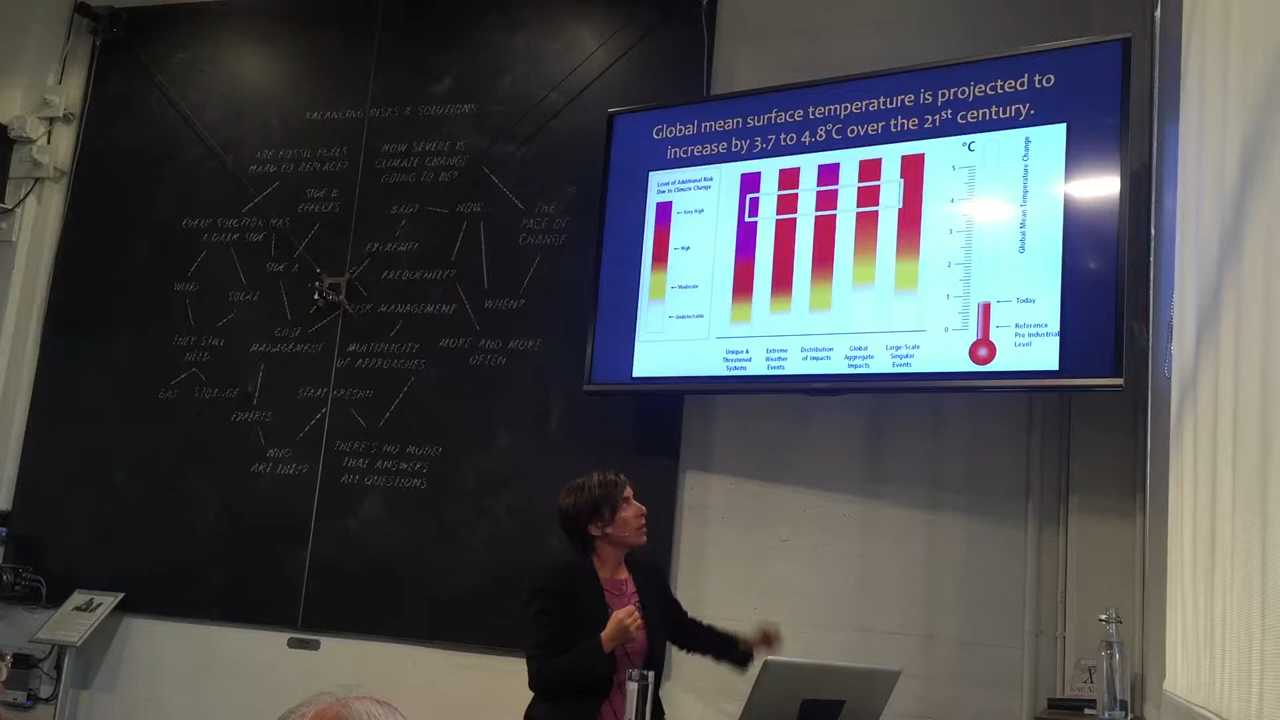 BALANCING RISKS & SOLUTIONS
ARE FOSSIL FUELS
HARD TO REPLACE?
HOW SEVERE IS
CLIMATE CHANGE
GOING TO BE?
SIDE
EFFECTS
EVERY SOLUTION HAS
A DARK SIDE
BAD?
NOW...
THE
PACE OF
CHANGE
EXTREME?
FREQUENT?
WHEN?
RISK MANAGEMENT
MANAGEMENT
MULTIPLICITY
OF APPROACHES
MORE AND MORE
OFTEN
THEY STILL
NEED
GAS STORAGE
START FRESH
EXPERTS
WHO
ARE THEY?
THERE'S NO MODEL
THAT ANSWERS
ALL QUESTIONS
Global mean surface temperature is projected to
increase by 3.7 to 4.8°C over the 21st century.
Level of Additional Risk
Due to Climate Change
Very High
High
Moderate
Undetectable
Unique &
Threatened
Systems
Extreme
Weather
Events
Distribution
of Impacts
Global
Aggregate
Impacts
Large-Scale
Singular
Events
°C
5
4
3
2
1
0
Global Mean Temperature Change
Today
Reference
Pre Industrial
Level